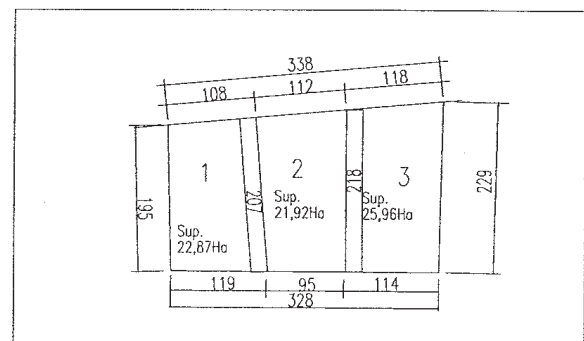 338
108 112 118
1 2 3
195 207 218 229
Sup.
22,87Ha
Sup.
21,92Ha
Sup.
25,96Ha
119 95 114
328